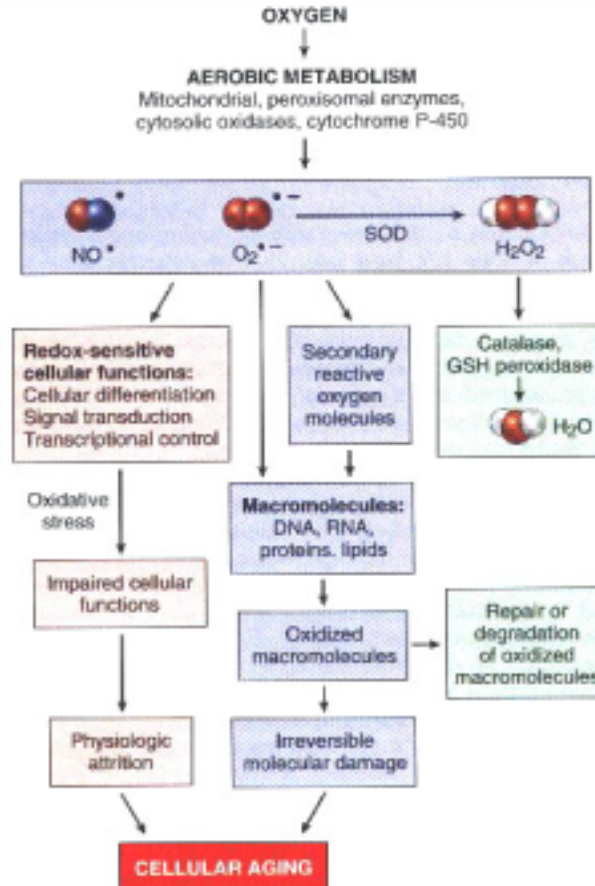 OXYGEN
AEROBIC METABOLISM
Mitochondrial, peroxisomal enzymes,
cytosolic oxidases, cytochrome P-450
NO•
O₂•−
SOD
H₂O₂
Redox-sensitive
cellular functions:
Cellular differentiation
Signal transduction
Transcriptional control
Secondary
reactive
oxygen
molecules
Catalase,
GSH peroxidase
H₂O
Oxidative
stress
Macromolecules:
DNA, RNA,
proteins, lipids
Impaired cellular
functions
Oxidized
macromolecules
Repair or
degradation
of oxidized
macromolecules
Physiologic
attrition
Irreversible
molecular damage
CELLULAR AGING